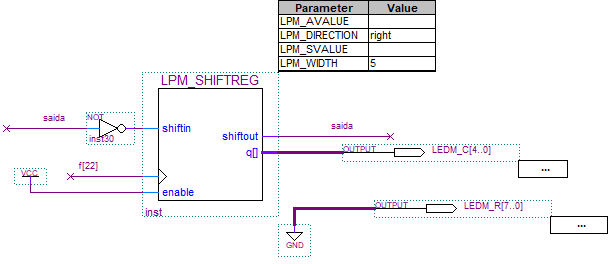 Parameter Value
LPM_AVALUE
LPM_DIRECTION right
LPM_SVALUE
LPM_WIDTH 5
LPM_SHIFTREG
saida
NOT
inst30
shiftin
shiftout
saida
q[]
OUTPUT
LEDM_C[4..0]
...
f[22]
VCC
enable
inst
OUTPUT
LEDM_R[7..0]
...
GND